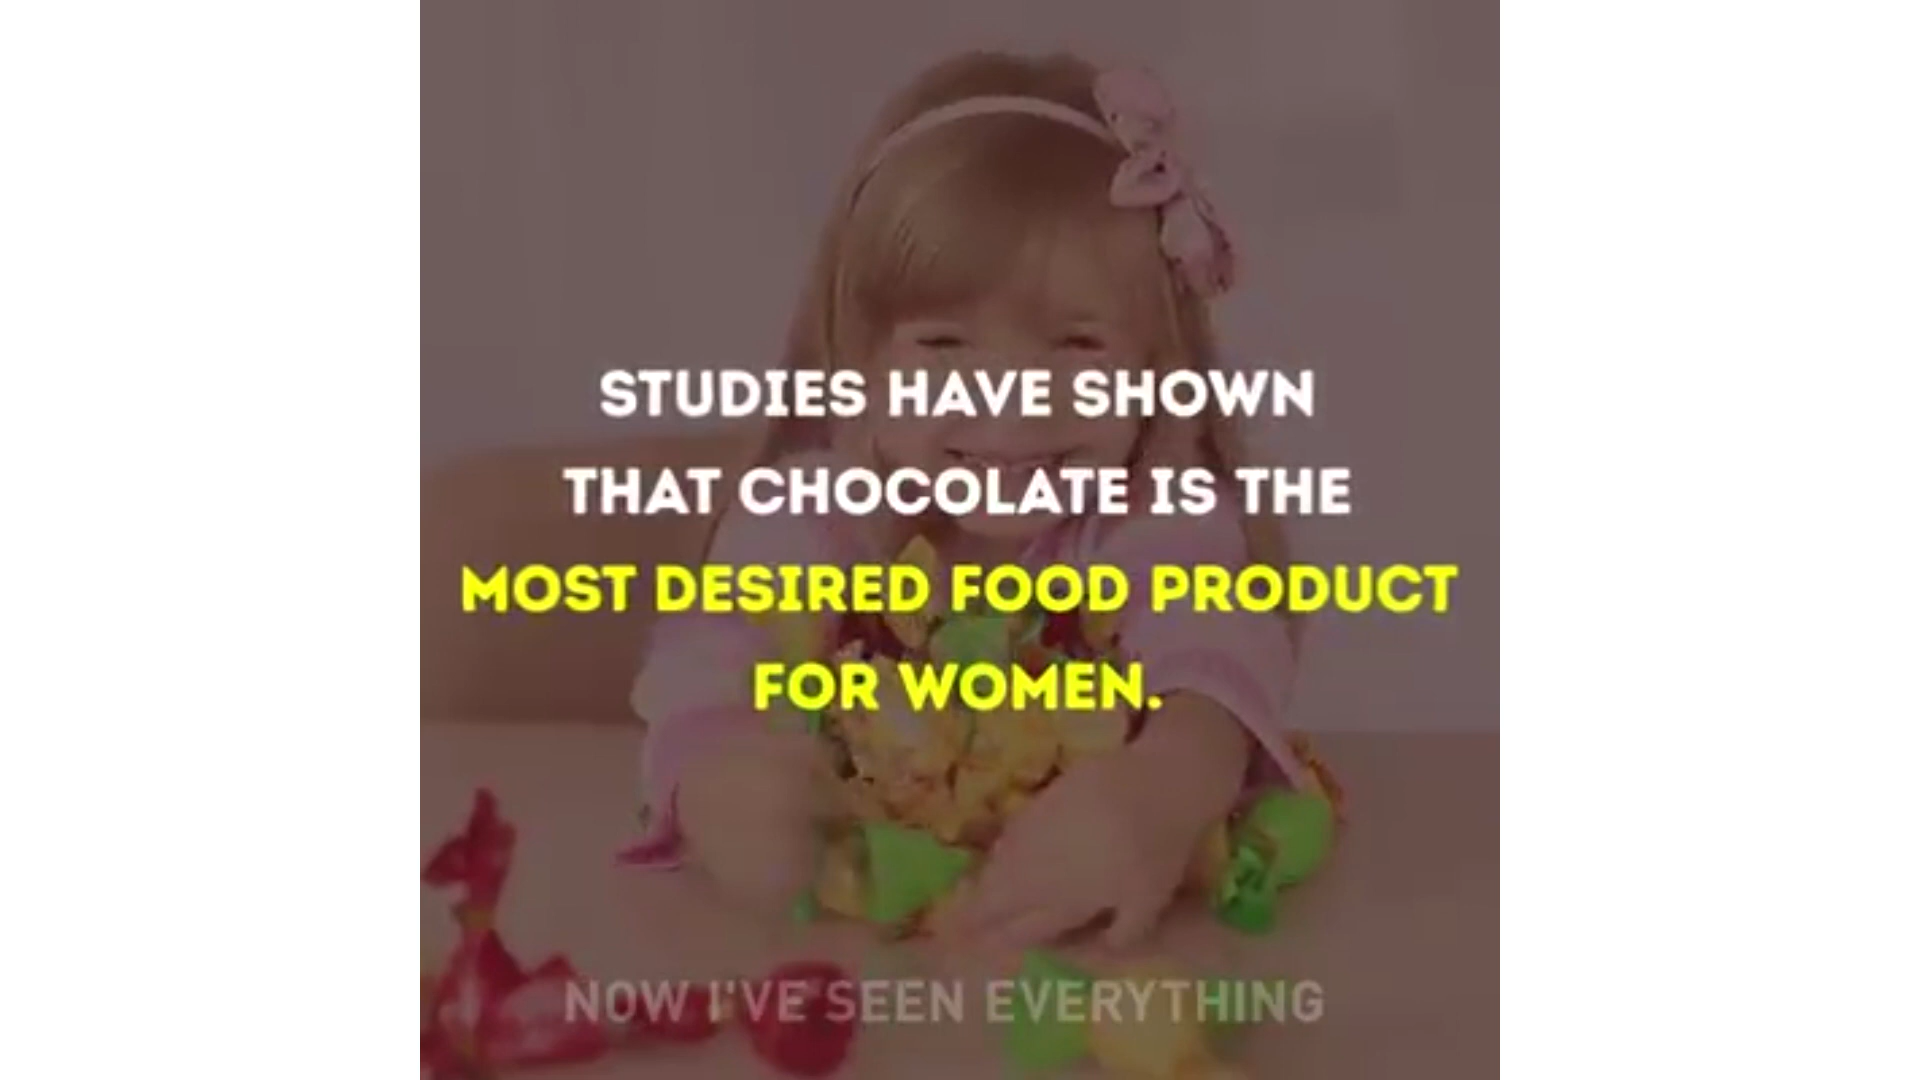 STUDIES HAVE SHOWN
THAT CHOCOLATE IS THE
MOST DESIRED FOOD PRODUCT
FOR WOMEN.
NOW I'VE SEEN EVERYTHING